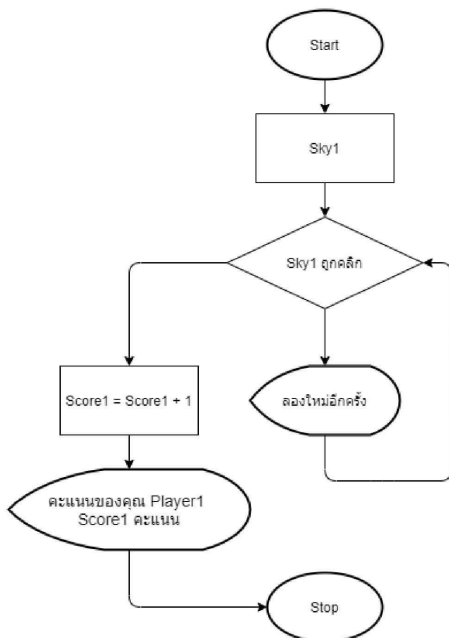 Start
Sky1
Sky1 ถูกคลิก
Score1 = Score1 + 1
ลองใหม่อีกครั้ง
คะแนนของคุณ Player1
Score1 คะแนน
Stop